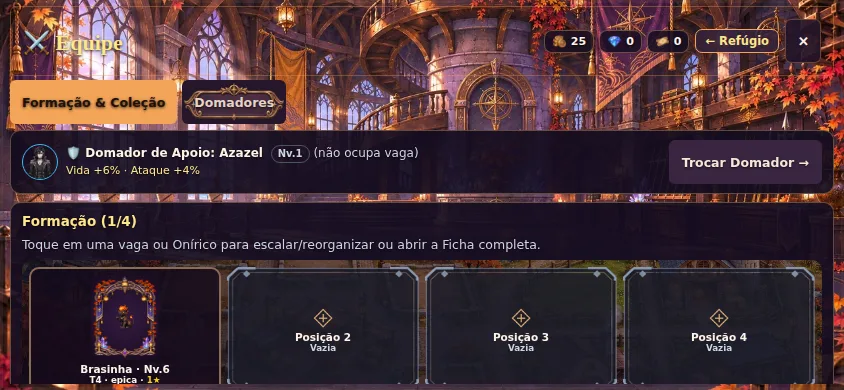 Equipe
25
0
0
← Refúgio
×
Formação & Coleção
Domadores
Domador de Apoio: Azazel Nv.1 (não ocupa vaga)
Vida +6% · Ataque +4%
Trocar Domador →
Formação (1/4)
Toque em uma vaga ou Onírico para escalar/reorganizar ou abrir a Ficha completa.
Brasinha · Nv.6
T4 · epica · 1★
Posição 2
Vazia
Posição 3
Vazia
Posição 4
Vazia